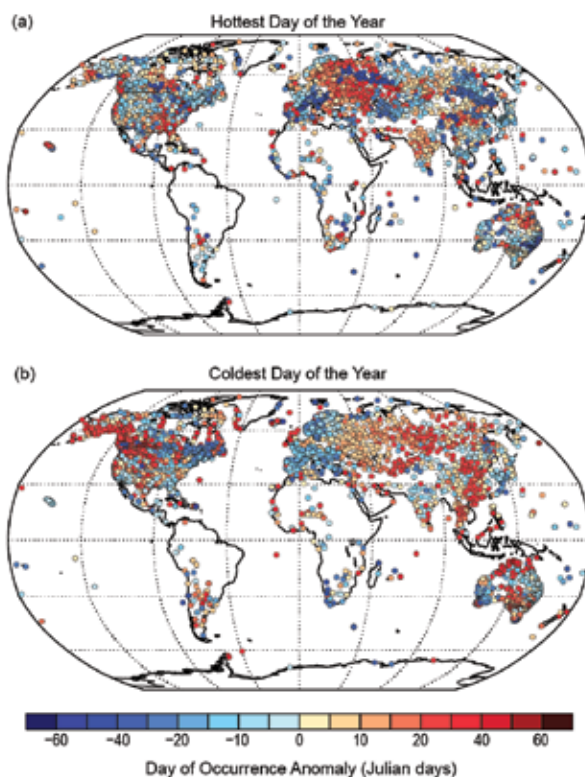 (a)
Hottest Day of the Year
(b)
Coldest Day of the Year
−60 −40 −20 −10 0 10 20 40 60
Day of Occurrence Anomaly (Julian days)